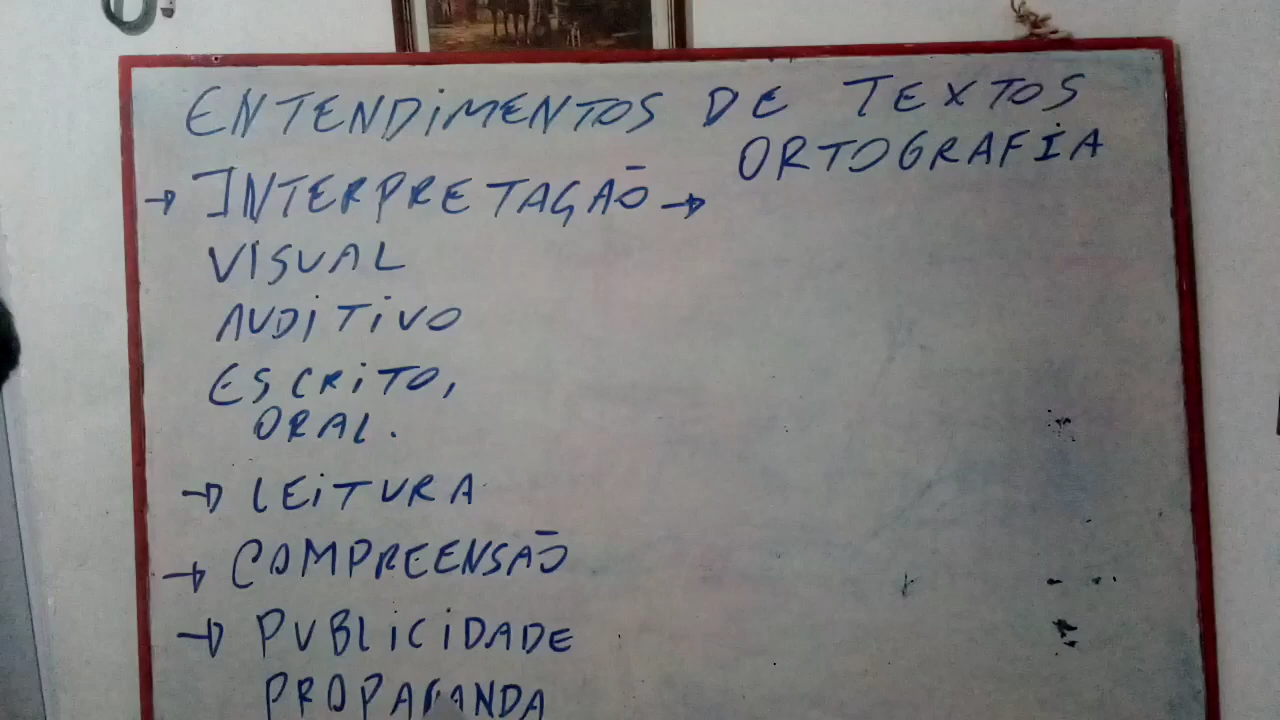 ENTENDIMENTOS DE TEXTOS
ORTOGRAFIA
→ INTERPRETAÇÃO →
VISUAL
AUDITIVO
ESCRITO,
ORAL.
→ LEITURA
→ COMPREENSÃO
→ PUBLICIDADE
PROPAGANDA